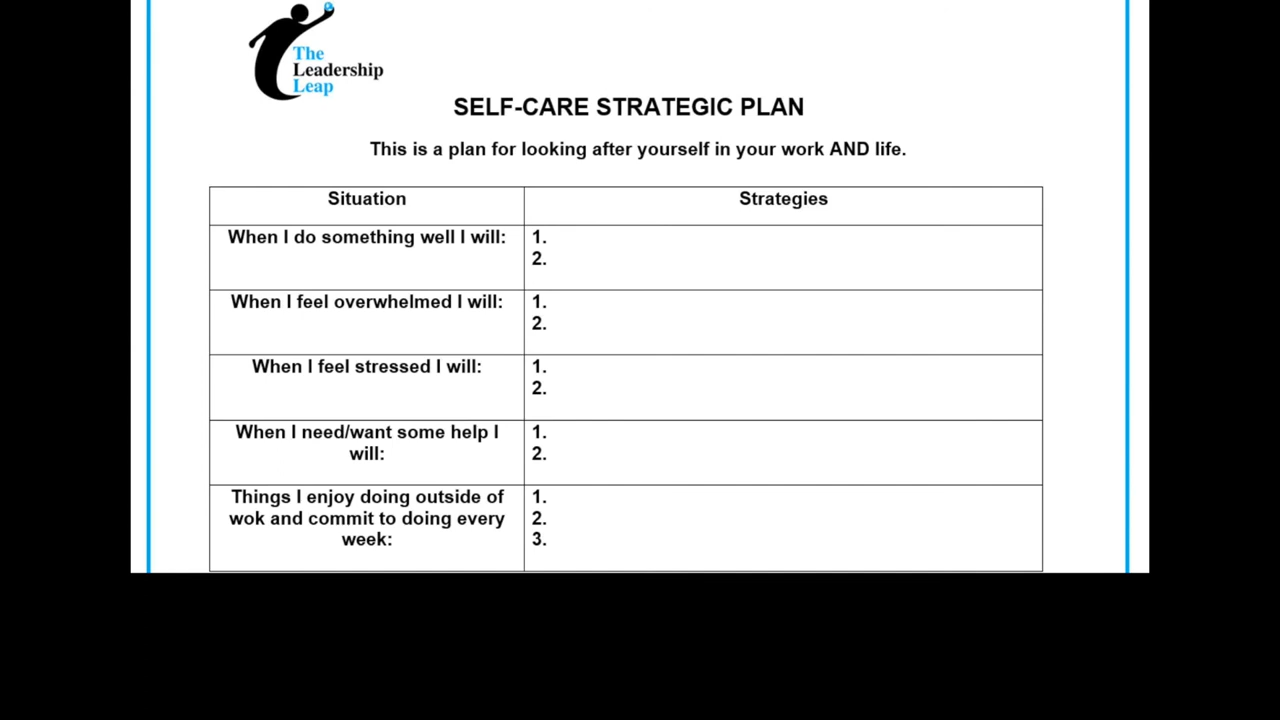 The
Leadership
Leap
SELF-CARE STRATEGIC PLAN
This is a plan for looking after yourself in your work AND life.
Situation
Strategies
When I do something well I will:
1.
2.
When I feel overwhelmed I will:
1.
2.
When I feel stressed I will:
1.
2.
When I need/want some help I
will:
1.
2.
Things I enjoy doing outside of
wok and commit to doing every
week:
1.
2.
3.